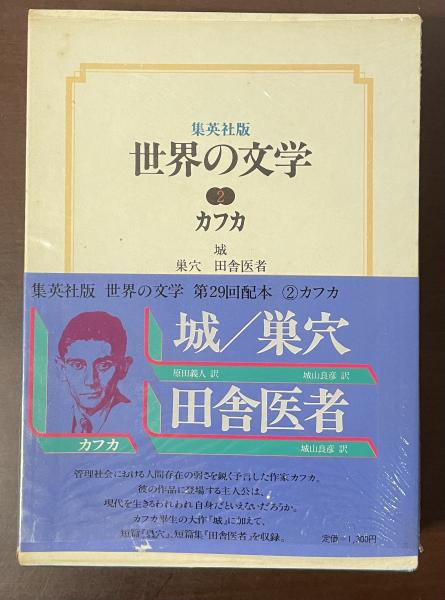 集英社版
世界の文学
2
カフカ
城
巣穴 田舎医者
集英社版 世界の文学 第29回配本 ②カフカ
城/巣穴
原田義人 訳 城山良彦 訳
田舎医者
カフカ 城山良彦 訳
管理社会における人間存在の弱さを鋭く予言した作家カフカ。
彼の作品に登場する主人公は、
現代を生きるわれわれ自身だといえないだろうか。
カフカ畢生の大作『城』に加えて、
短篇『巣穴』、短篇集『田舎医者』を収録。
定価―1,300円